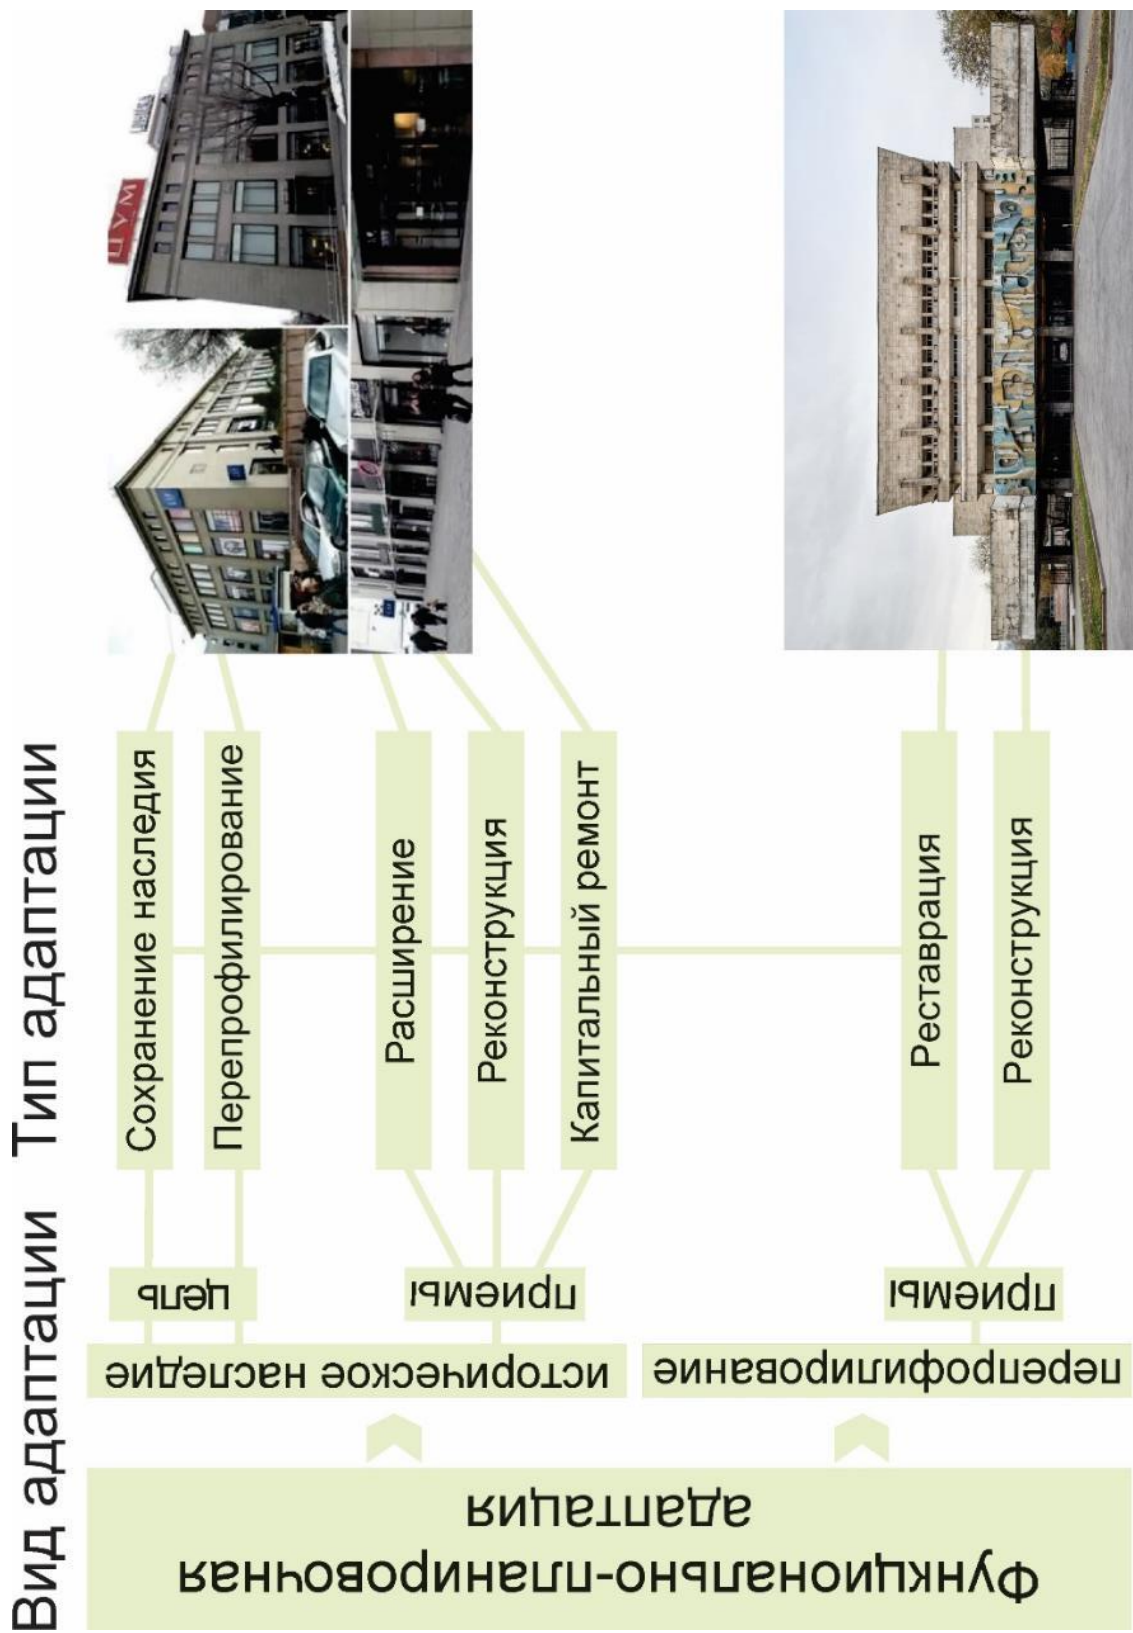 Вид адаптации
Тип адаптации
Функционально-планировочная
адаптация
историческое наследие
цель
Сохранение наследия
Перепрофилирование
приемы
Расширение
Реконструкция
Капитальный ремонт
перепрофилирование
приемы
Реставрация
Реконструкция
ЦУМ